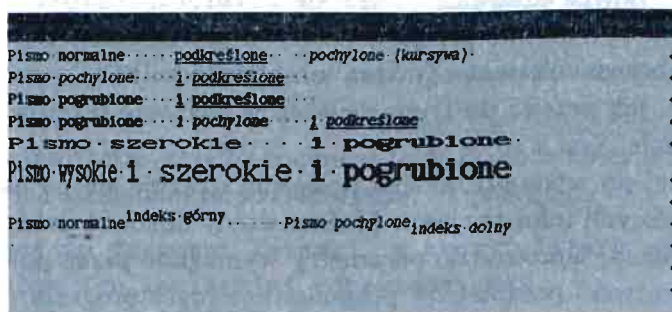 Pismo normalne podkreślone pochylone (kursywa)
Pismo pochylone i podkreślone
Pismo pogrubione i podkreślone
Pismo pogrubione i pochylone i podkreślone
Pismo szerokie i pogrubione
Pismo wysokie i szerokie i pogrubione
Pismo normalne indeks górny Pismo pochylone indeks dolny